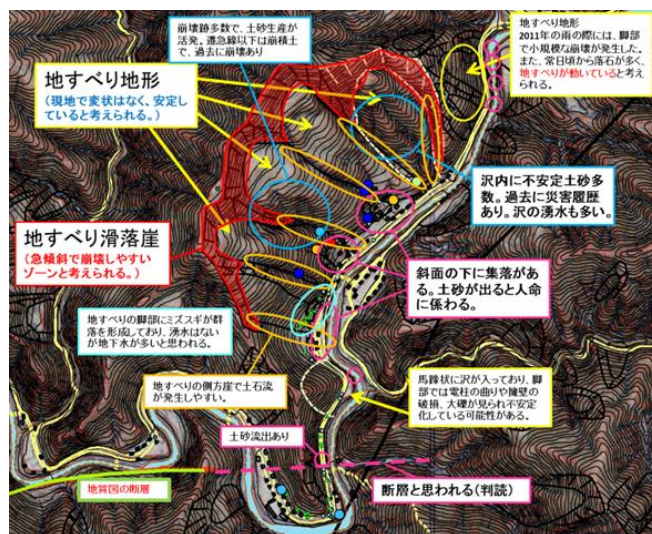 崩壊跡多数で、土砂生産が
活発。遷急線以下は崩積土
で、過去に崩壊あり
地すべり地形
2011年の雨の際には、脚部
で小規模な崩壊が発生した。
また、常日頃から落石が多く、
地すべりが動いていると考え
られる。
地すべり地形
（現地で変状はなく、安定し
ていると考えられる。）
沢内に不安定土砂多
数。過去に災害履歴
あり。沢の湧水も多い。
地すべり滑落崖
（急傾斜で崩壊しやすい
ゾーンと考えられる。）
斜面の下に集落があ
る。土砂が出ると人命
に係わる。
地すべりの脚部にミズスギが群
落を形成しており、湧水はない
が地下水が多いと思われる。
地すべりの側方崖で土石流
が発生しやすい。
馬蹄状に沢が入っており、脚
部では電柱の曲りや擁壁の
破損、大礫が見られ不安定
化している可能性がある。
土砂流出あり
地質図の断層
断層と思われる（判読）